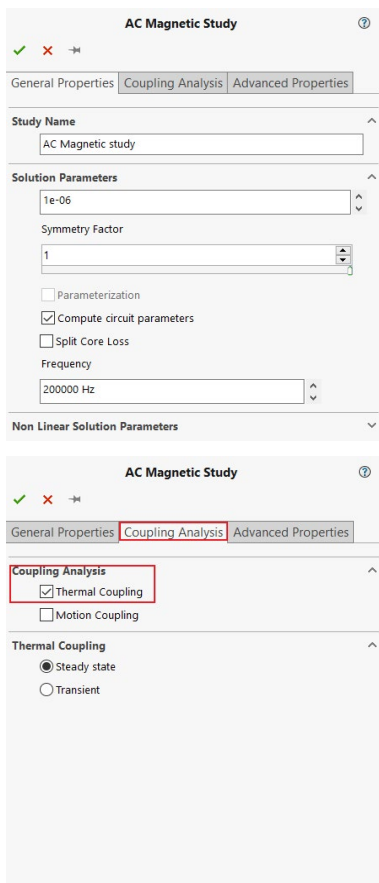 AC Magnetic Study
General Properties Coupling Analysis Advanced Properties
Study Name
AC Magnetic study
Solution Parameters
1e-06
Symmetry Factor
1
Parameterization
Compute circuit parameters
Split Core Loss
Frequency
200000 Hz
Non Linear Solution Parameters
AC Magnetic Study
General Properties Coupling Analysis Advanced Properties
Coupling Analysis
Thermal Coupling
Motion Coupling
Thermal Coupling
Steady state
Transient